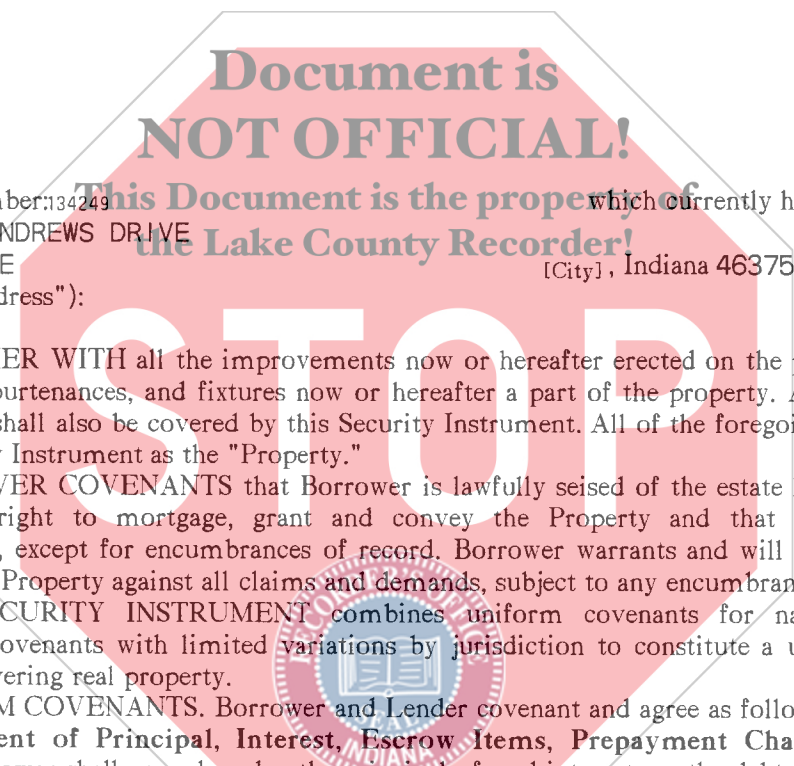 Document is
NOT OFFICIAL!
This Document is the property of
the Lake County Recorder!
ber:134249 which currently h
NDREWS DRIVE
E [City], Indiana 46375
dress"):
STOP
ER WITH all the improvements now or hereafter erected on the
ourtenances, and fixtures now or hereafter a part of the property. A
shall also be covered by this Security Instrument. All of the foregoi
y Instrument as the "Property."
VER COVENANTS that Borrower is lawfully seised of the estate
right to mortgage, grant and convey the Property and that
, except for encumbrances of record. Borrower warrants and will
Property against all claims and demands, subject to any encumbran
CURITY INSTRUMENT combines uniform covenants for na
ovenants with limited variations by jurisdiction to constitute a u
vering real property.
M COVENANTS. Borrower and Lender covenant and agree as follo
ent of Principal, Interest, Escrow Items, Prepayment Cha
RECORDER'S OFFICE
SEAL
INDIANA